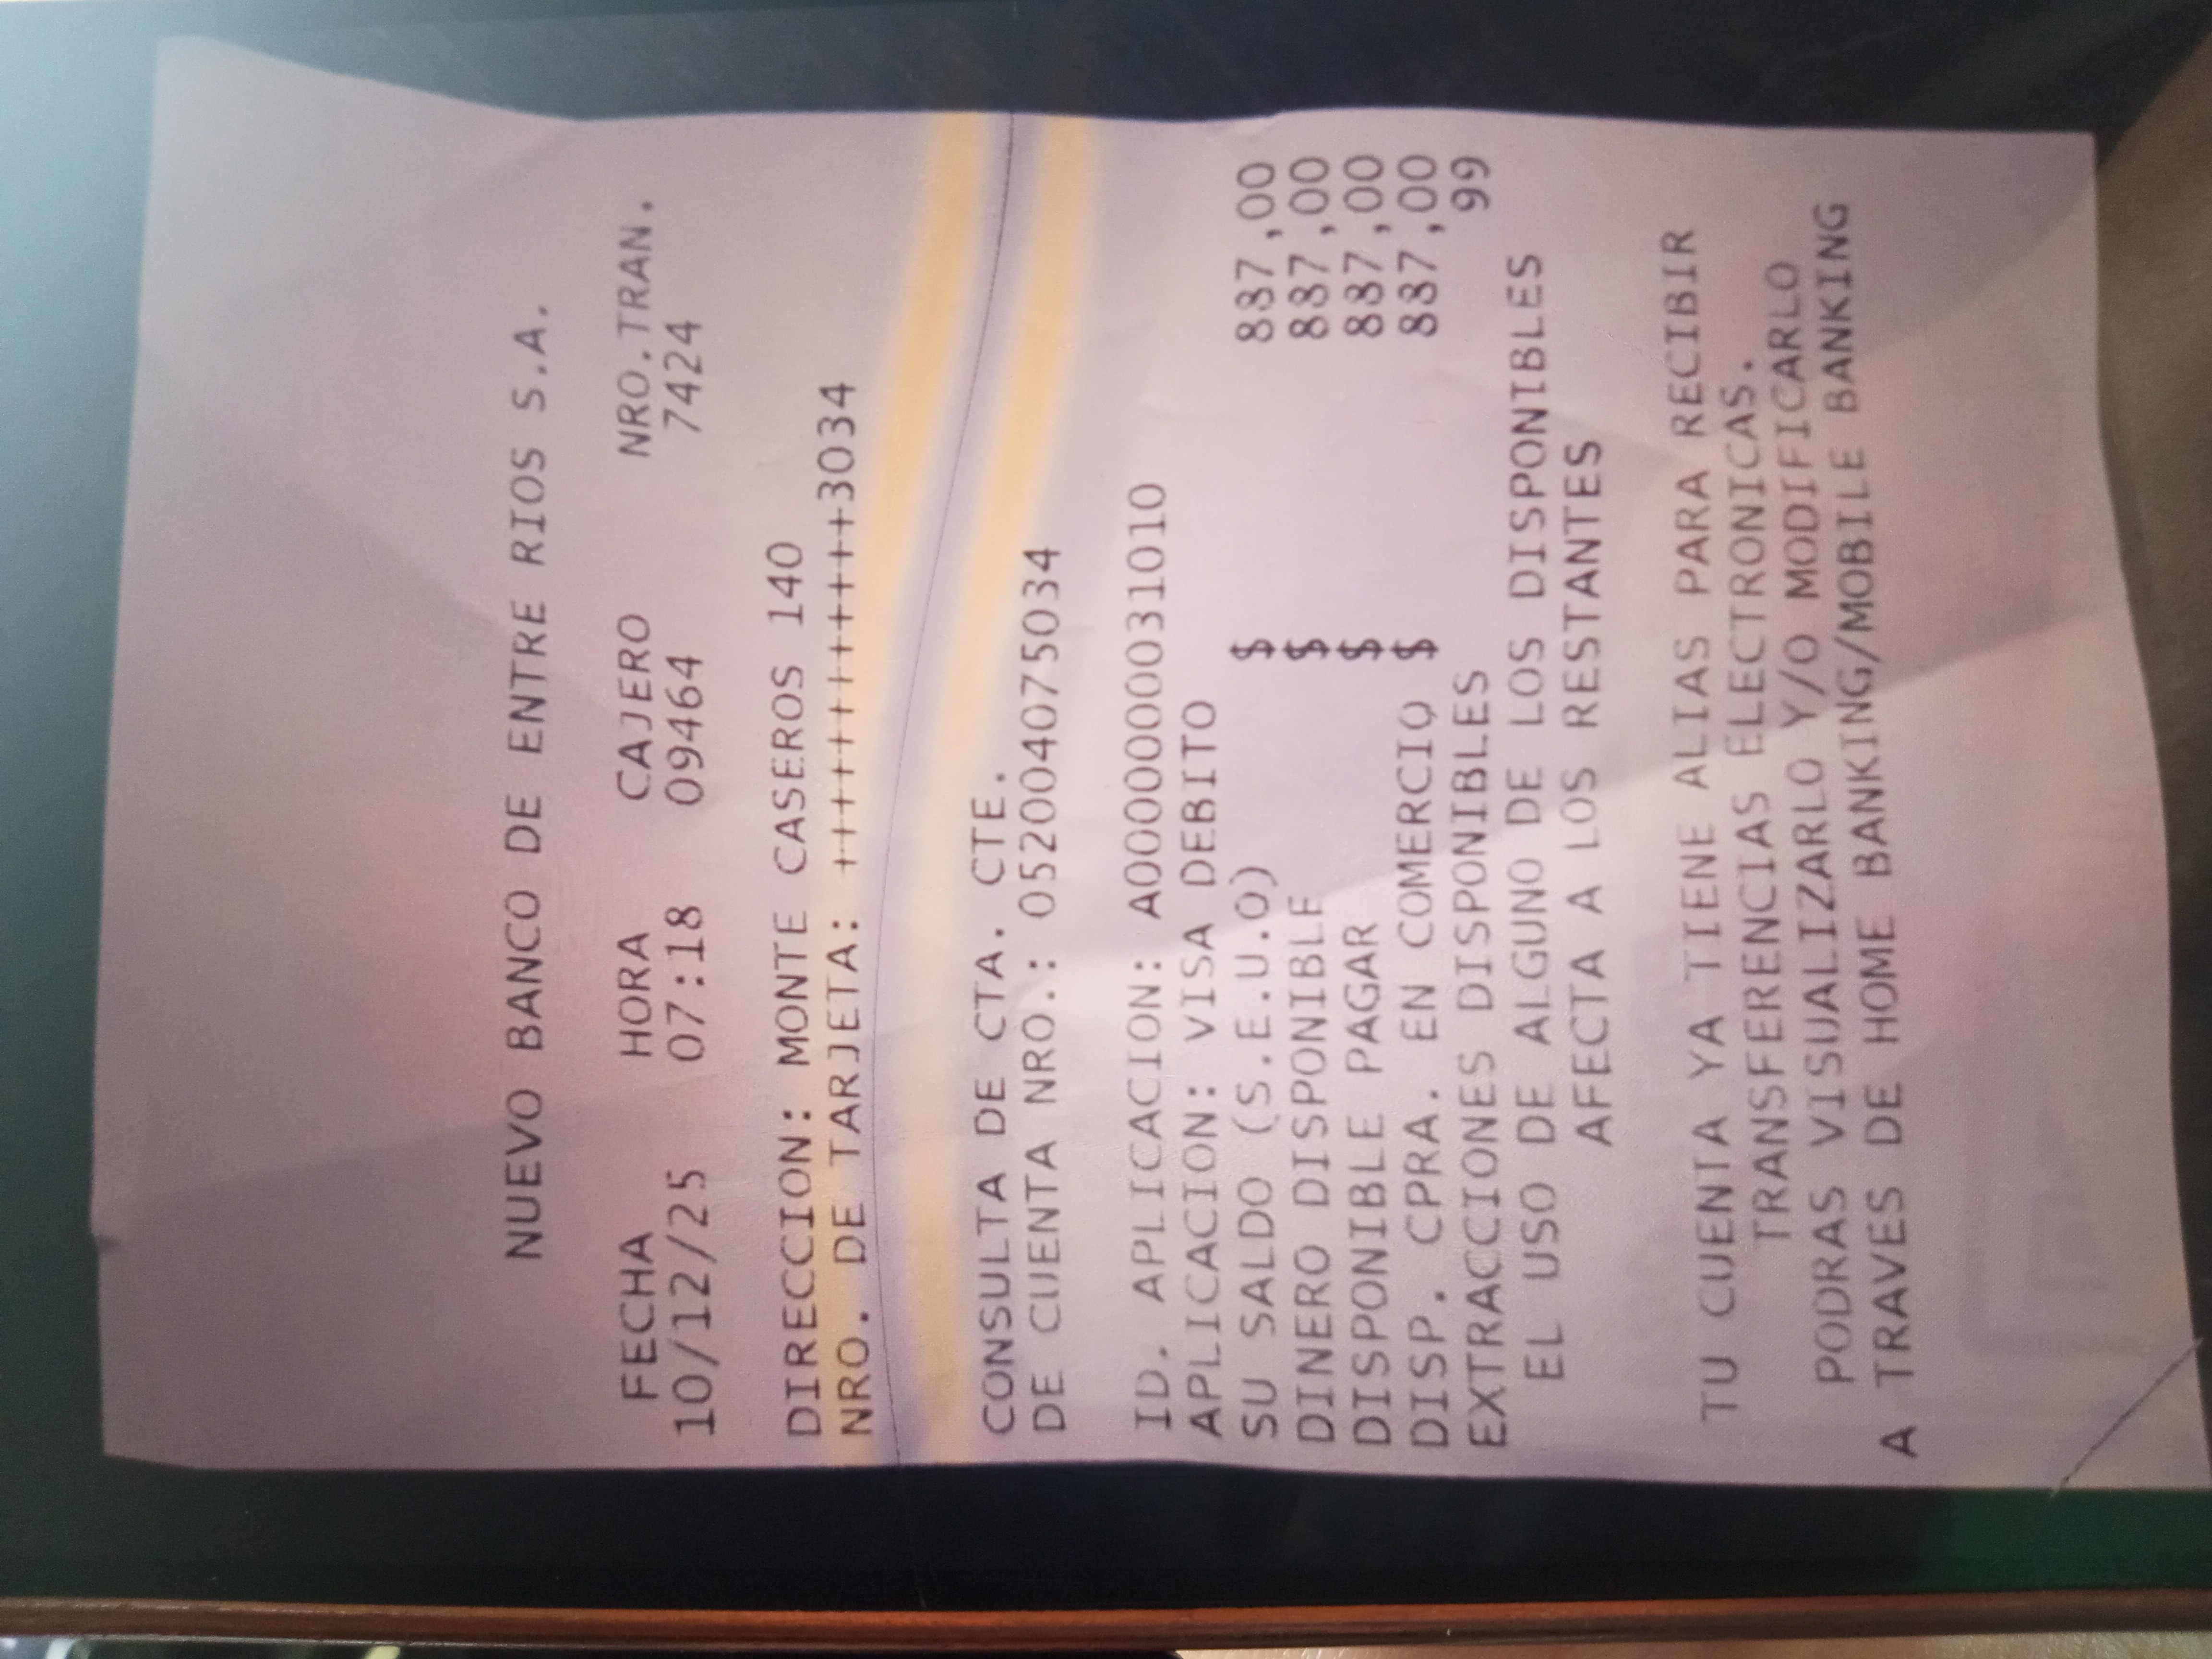 NUEVO BANCO DE ENTRE RIOS S.A.
FECHA HORA CAJERO NRO.TRAN.
10/12/25 07:18 09464 7424
DIRECCION: MONTE CASEROS 140
NRO. DE TARJETA: ++++++++++++3034
CONSULTA DE CTA. CTE.
DE CUENTA NRO.: 052004075034
ID. APLICACION: A0000000031010
APLICACION: VISA DEBITO
SU SALDO (S.E.U.O) $ 887,00
DINERO DISPONIBLE $ 887,00
DISPONIBLE PAGAR $ 887,00
DISP. CPRA. EN COMERCIO $ 887,00
EXTRACCIONES DISPONIBLES 99
EL USO DE ALGUNO DE LOS DISPONIBLES
AFECTA A LOS RESTANTES
TU CUENTA YA TIENE ALIAS PARA RECIBIR
TRANSFERENCIAS ELECTRONICAS.
PODRAS VISUALIZARLO Y/O MODIFICARLO
A TRAVES DE HOME BANKING/MOBILE BANKING